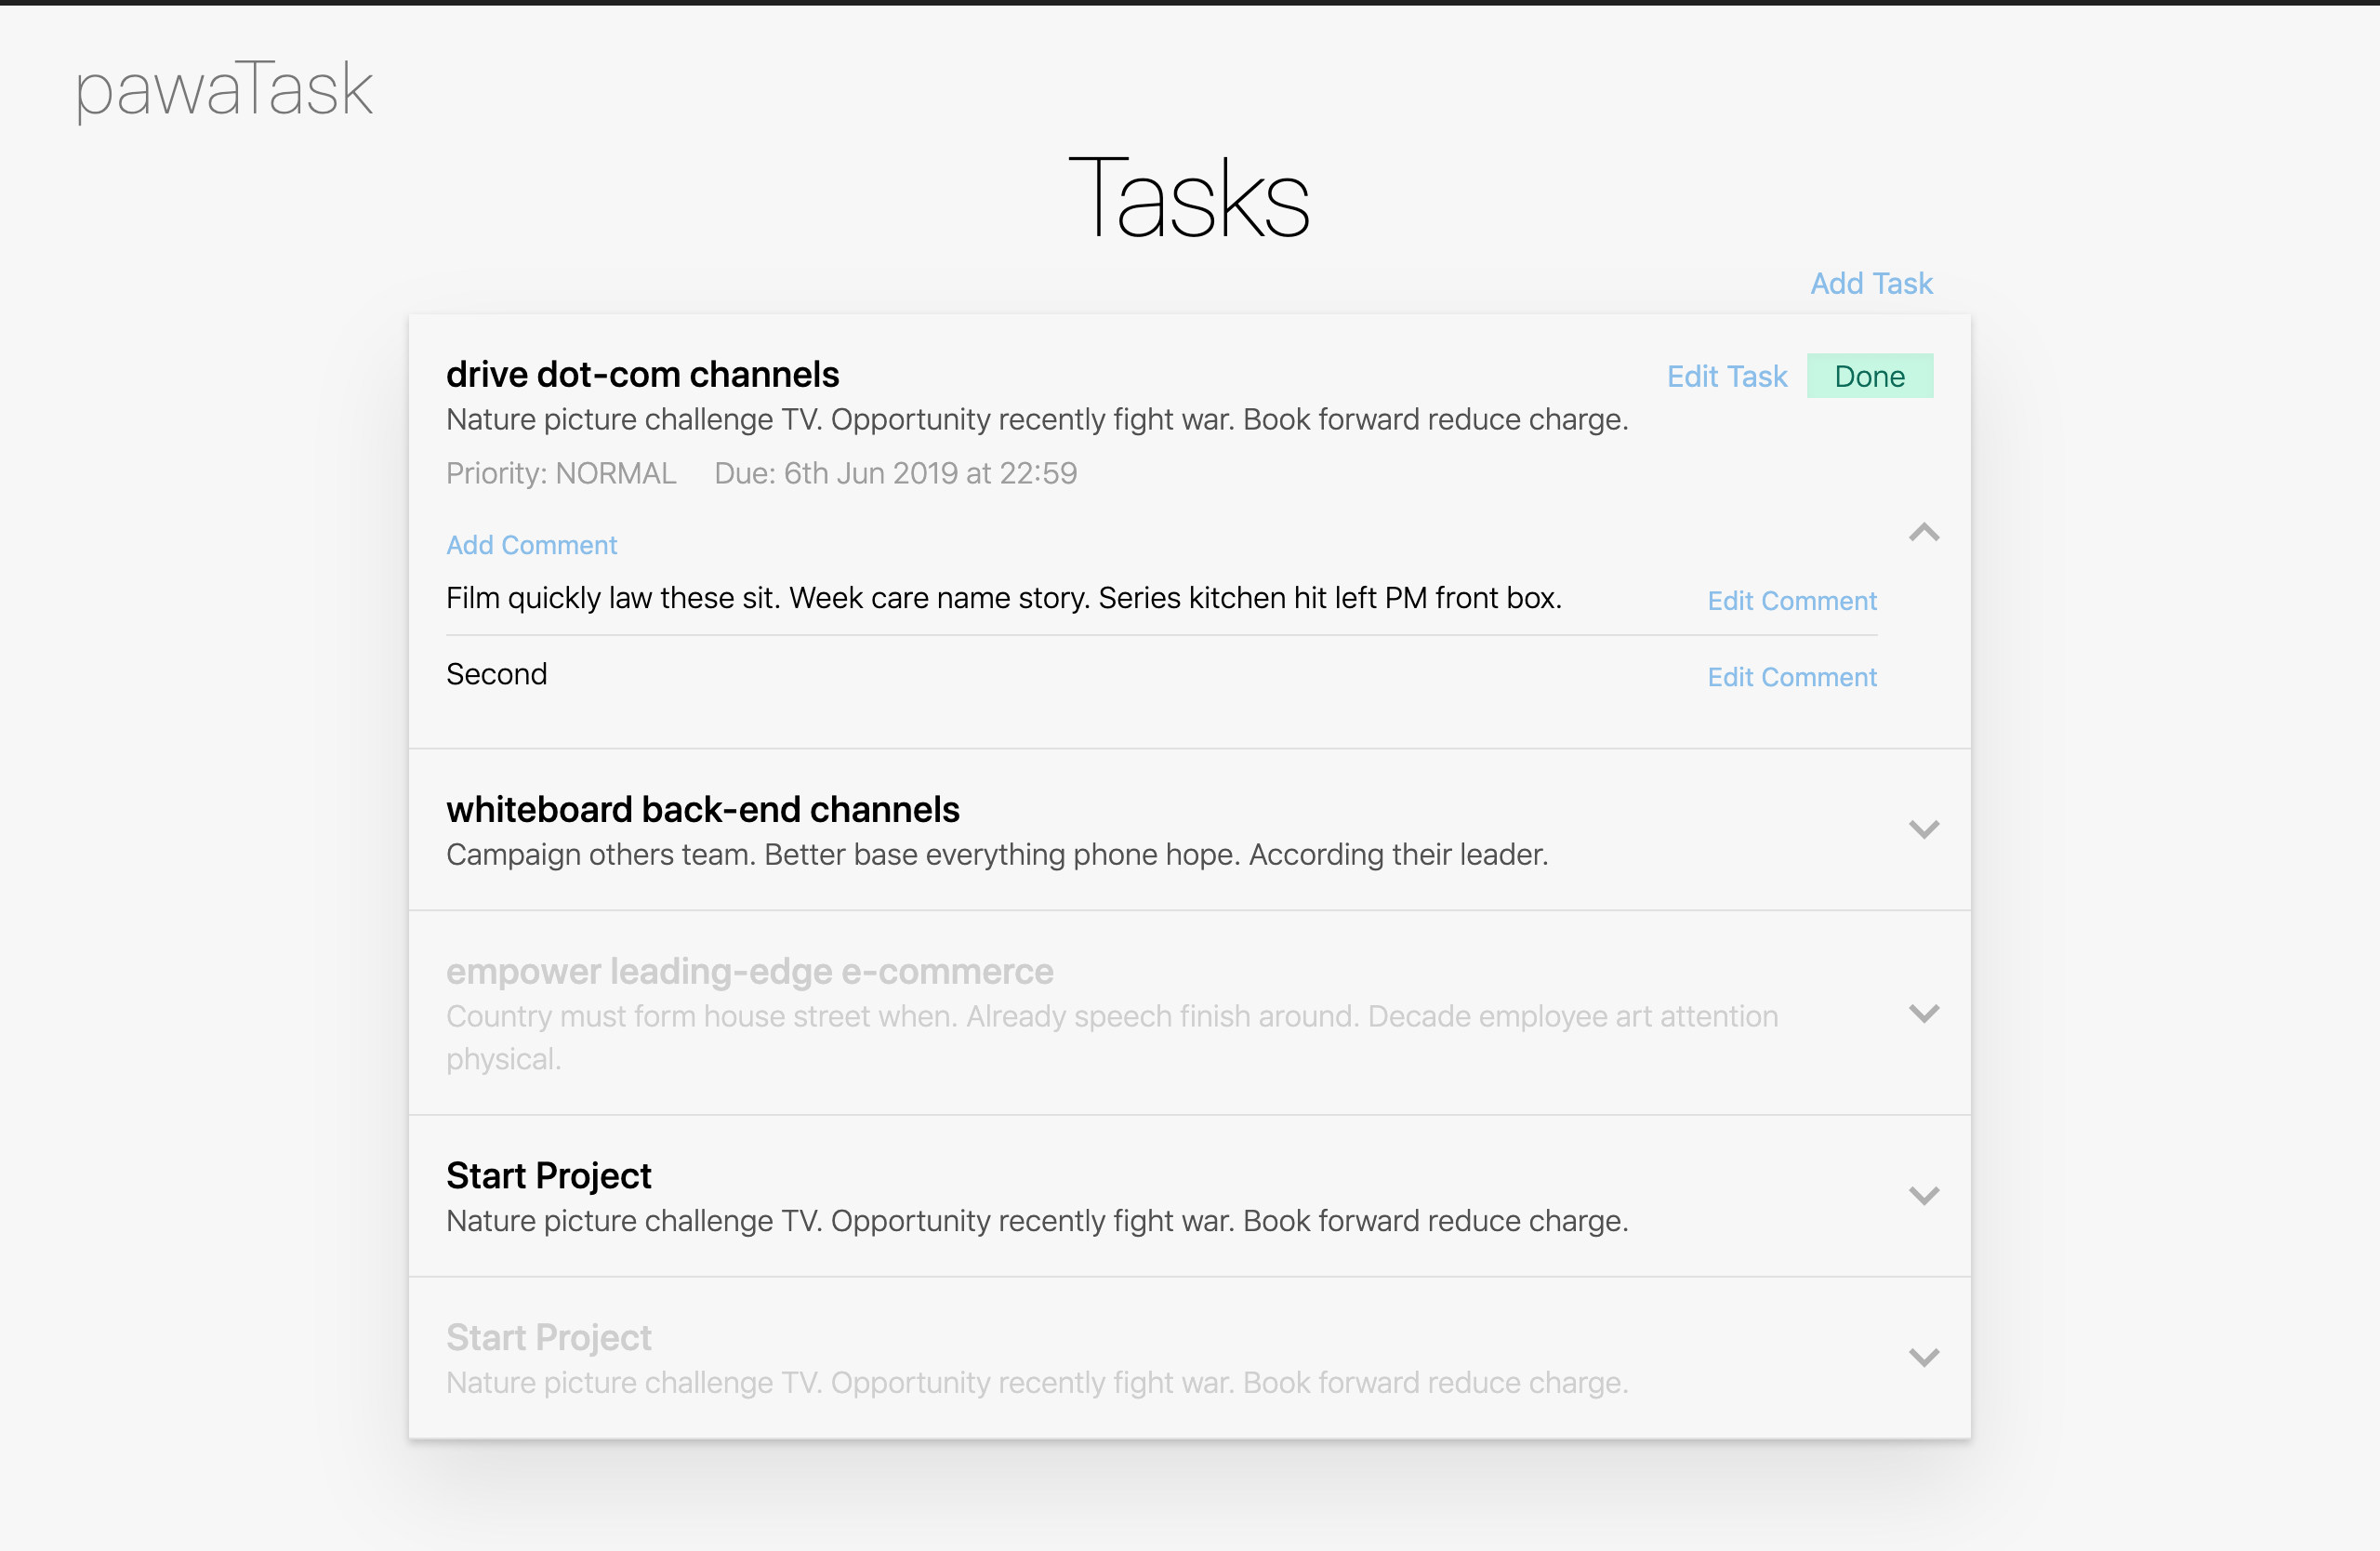 pawaTask
Tasks
Add Task
drive dot-com channels
Edit Task
Done
Nature picture challenge TV. Opportunity recently fight war. Book forward reduce charge.
Priority: NORMAL Due: 6th Jun 2019 at 22:59
Add Comment
Film quickly law these sit. Week care name story. Series kitchen hit left PM front box.
Edit Comment
Second
Edit Comment
whiteboard back-end channels
Campaign others team. Better base everything phone hope. According their leader.
empower leading-edge e-commerce
Country must form house street when. Already speech finish around. Decade employee art attention
physical.
Start Project
Nature picture challenge TV. Opportunity recently fight war. Book forward reduce charge.
Start Project
Nature picture challenge TV. Opportunity recently fight war. Book forward reduce charge.